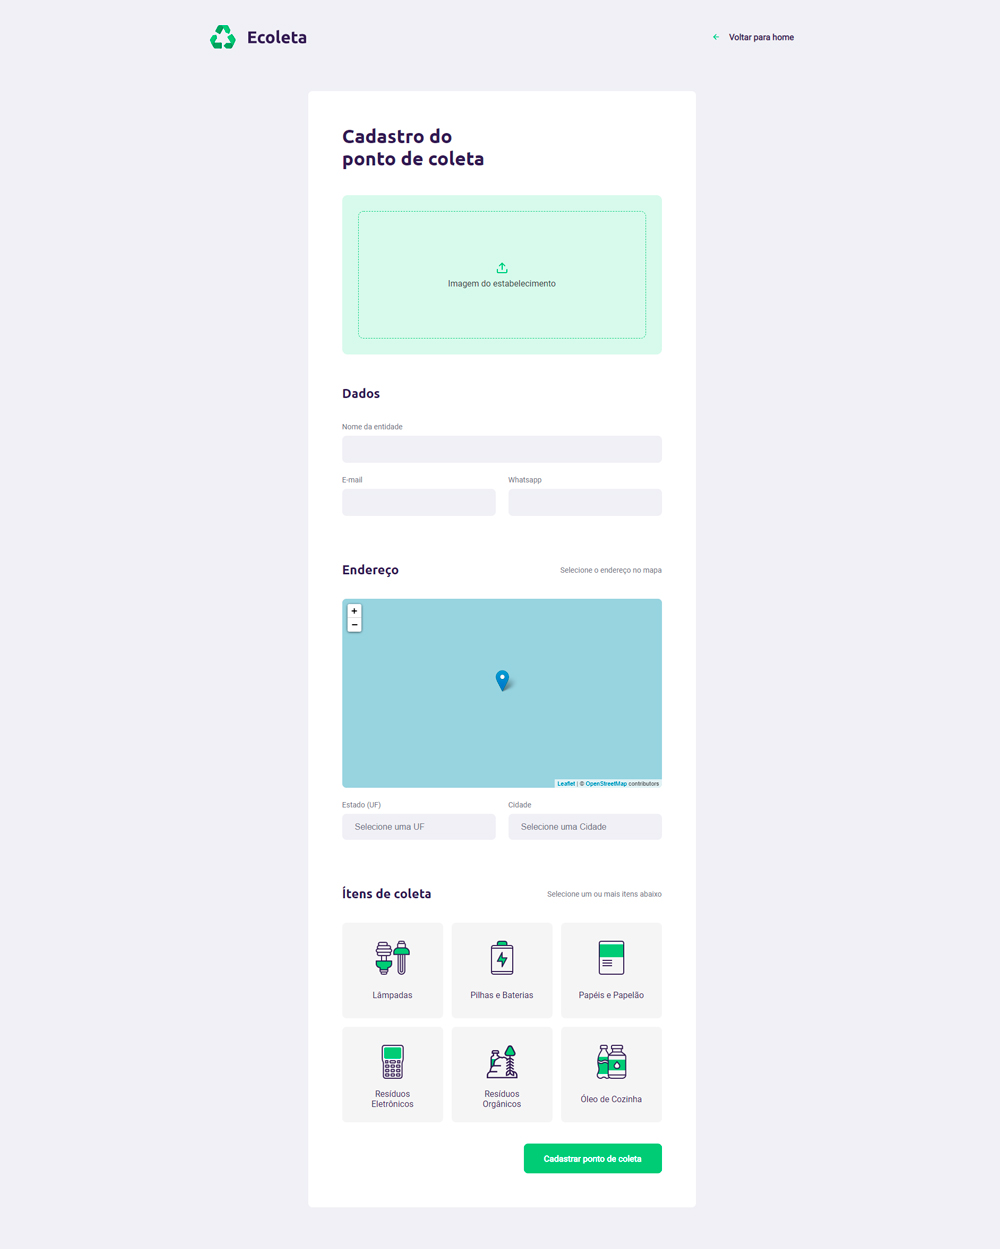 Ecoleta
Voltar para home
Cadastro do
ponto de coleta
Imagem do estabelecimento
Dados
Nome da entidade
E-mail
Whatsapp
Endereço
Selecione o endereço no mapa
+
−
Leaflet | © OpenStreetMap contributors
Estado (UF)
Cidade
Selecione uma UF
Selecione uma Cidade
Ítens de coleta
Selecione um ou mais itens abaixo
Lâmpadas
Pilhas e Baterias
Papéis e Papelão
Resíduos
Eletrônicos
Resíduos
Orgânicos
Óleo de Cozinha
Cadastrar ponto de coleta